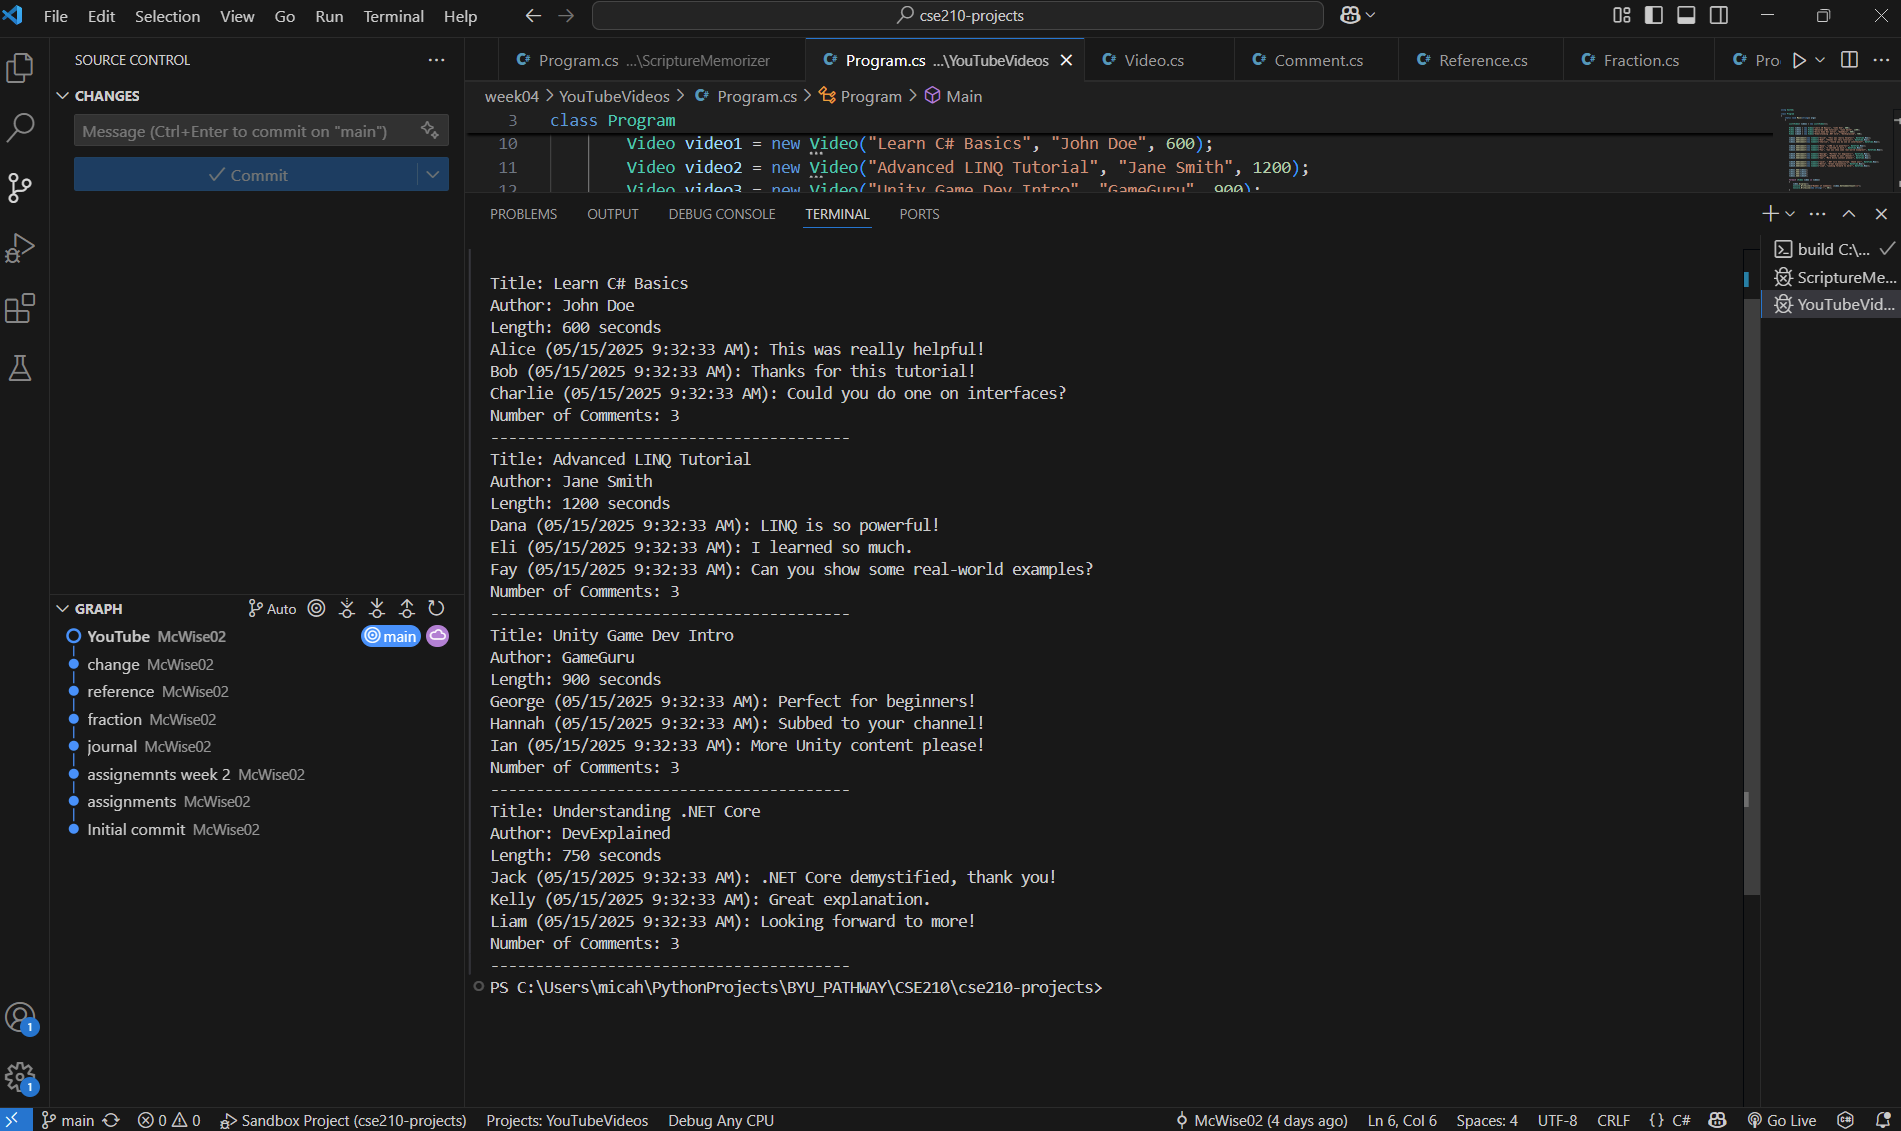 File Edit Selection View Go Run Terminal Help
cse210-projects
SOURCE CONTROL
CHANGES
Message (Ctrl+Enter to commit on "main")
Commit
Program.cs ...\ScriptureMemorizer
Program.cs ...\YouTubeVideos
Video.cs
Comment.cs
Reference.cs
Fraction.cs
Pro
week04 > YouTubeVideos > Program.cs > Program > Main
3 class Program
10 Video video1 = new Video("Learn C# Basics", "John Doe", 600);
11 Video video2 = new Video("Advanced LINQ Tutorial", "Jane Smith", 1200);
12 Video video3 = new Video("Unity Game Dev Intro", "GameGuru", 900);
PROBLEMS OUTPUT DEBUG CONSOLE TERMINAL PORTS
build C:\...
ScriptureMe...
YouTubeVid...
Title: Learn C# Basics
Author: John Doe
Length: 600 seconds
Alice (05/15/2025 9:32:33 AM): This was really helpful!
Bob (05/15/2025 9:32:33 AM): Thanks for this tutorial!
Charlie (05/15/2025 9:32:33 AM): Could you do one on interfaces?
Number of Comments: 3
----------------------------------------
Title: Advanced LINQ Tutorial
Author: Jane Smith
Length: 1200 seconds
Dana (05/15/2025 9:32:33 AM): LINQ is so powerful!
Eli (05/15/2025 9:32:33 AM): I learned so much.
Fay (05/15/2025 9:32:33 AM): Can you show some real-world examples?
Number of Comments: 3
----------------------------------------
Title: Unity Game Dev Intro
Author: GameGuru
Length: 900 seconds
George (05/15/2025 9:32:33 AM): Perfect for beginners!
Hannah (05/15/2025 9:32:33 AM): Subbed to your channel!
Ian (05/15/2025 9:32:33 AM): More Unity content please!
Number of Comments: 3
----------------------------------------
Title: Understanding .NET Core
Author: DevExplained
Length: 750 seconds
Jack (05/15/2025 9:32:33 AM): .NET Core demystified, thank you!
Kelly (05/15/2025 9:32:33 AM): Great explanation.
Liam (05/15/2025 9:32:33 AM): Looking forward to more!
Number of Comments: 3
----------------------------------------
PS C:\Users\micah\PythonProjects\BYU_PATHWAY\CSE210\cse210-projects>
GRAPH
Auto
YouTube McWise02 main
change McWise02
reference McWise02
fraction McWise02
journal McWise02
assignemnts week 2 McWise02
assignments McWise02
Initial commit McWise02
1
1
main 0 0 Sandbox Project (cse210-projects) Projects: YouTubeVideos Debug Any CPU McWise02 (4 days ago) Ln 6, Col 6 Spaces: 4 UTF-8 CRLF {} C# Go Live